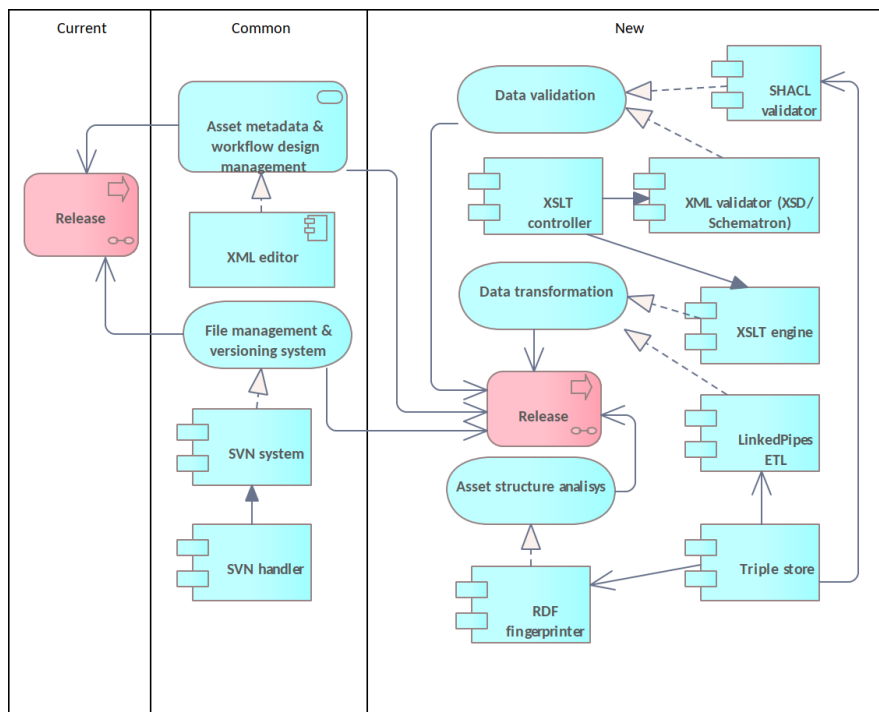 Current
Common
New
Asset metadata &
workflow design
management
Release
XML editor
File management &
versioning system
SVN system
SVN handler
Data validation
SHACL
validator
XSLT
controller
XML validator (XSD/
Schematron)
Data transformation
XSLT engine
Release
LinkedPipes
ETL
Asset structure analisys
Triple store
RDF
fingerprinter